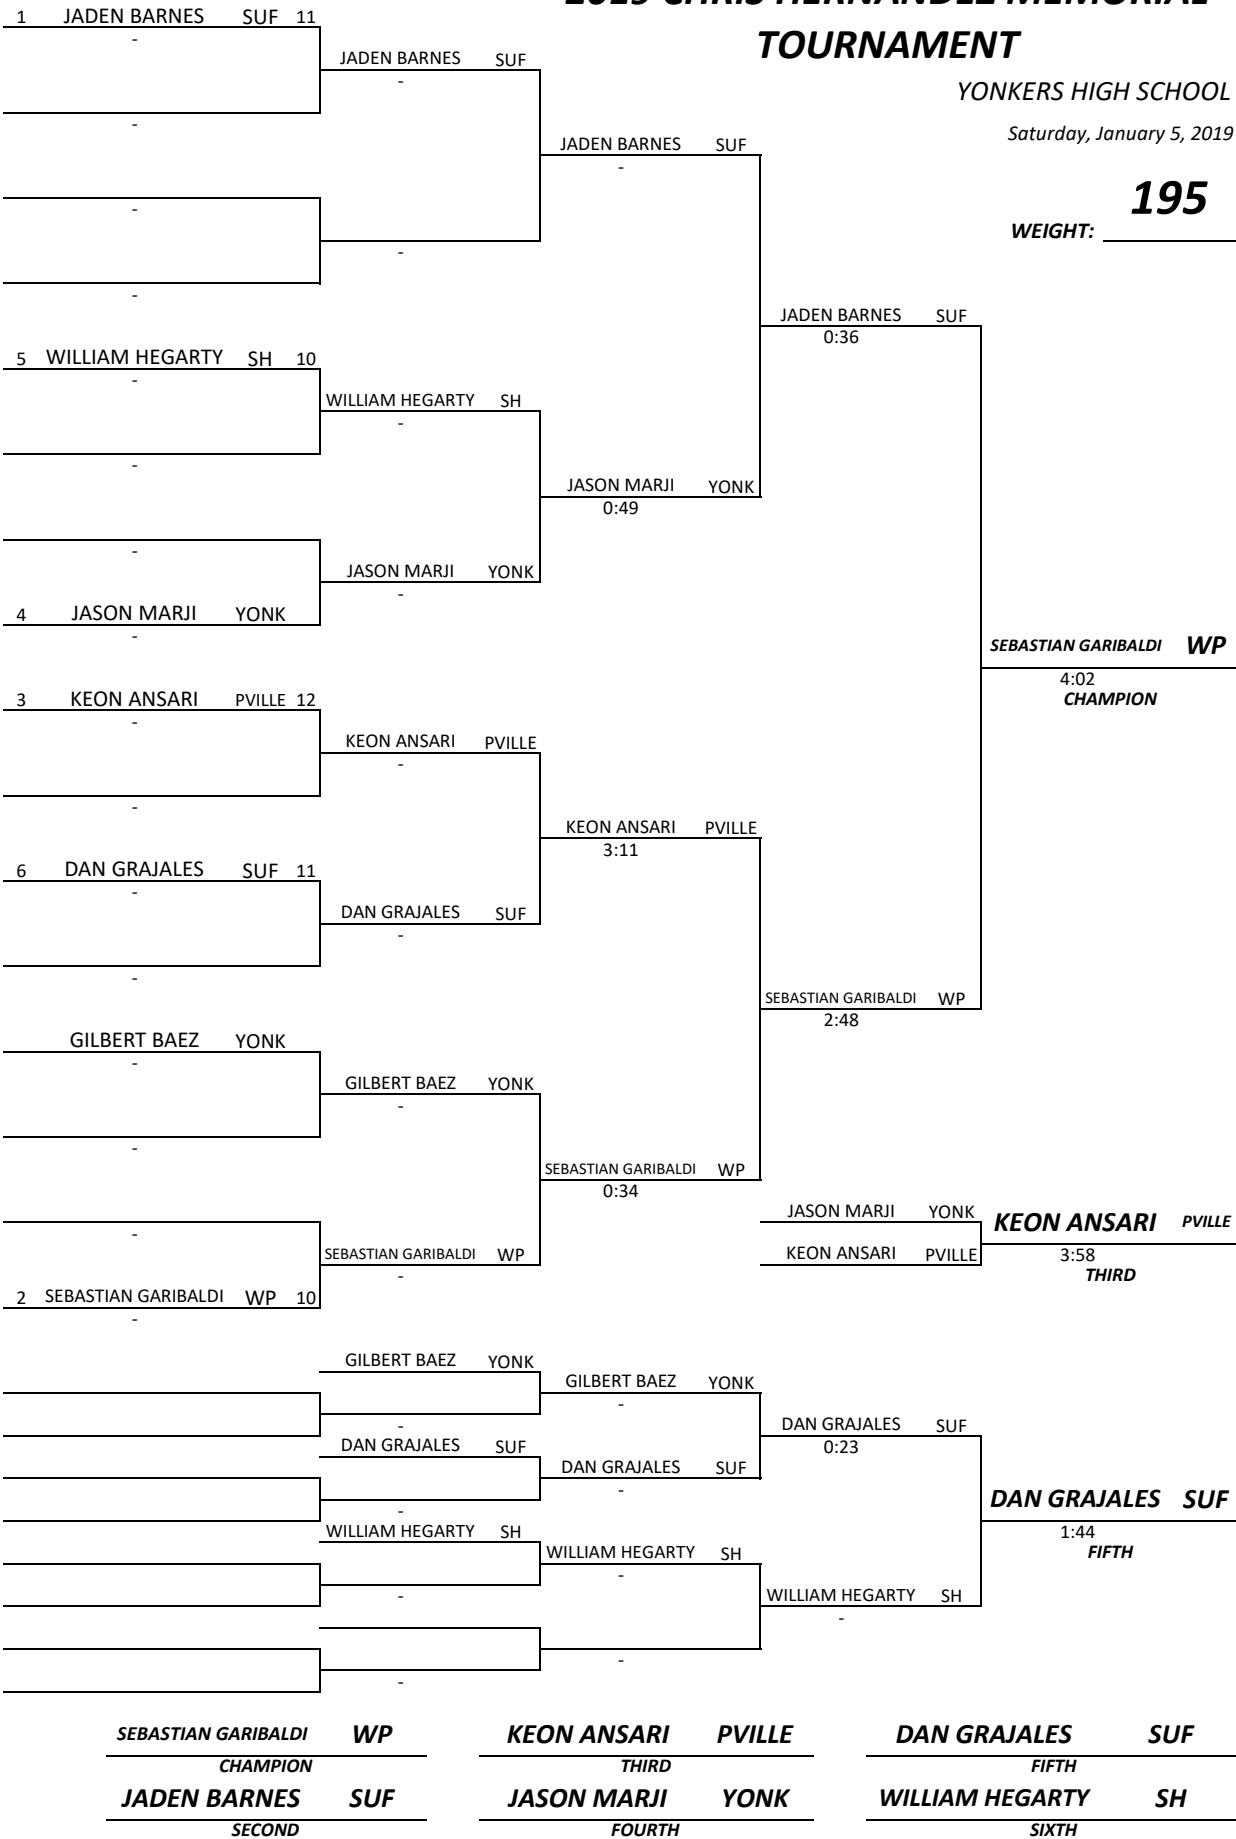 2019 CHRIS HERNANDEZ MEMORIAL
TOURNAMENT
YONKERS HIGH SCHOOL
Saturday, January 5, 2019
195
WEIGHT:
1 JADEN BARNES SUF 11
-
JADEN BARNES SUF
-
-
JADEN BARNES SUF
-
-
-
-
JADEN BARNES SUF
0:36
5 WILLIAM HEGARTY SH 10
-
WILLIAM HEGARTY SH
-
-
JASON MARJI YONK
0:49
-
JASON MARJI YONK
-
4 JASON MARJI YONK
-
SEBASTIAN GARIBALDI WP
4:02
CHAMPION
3 KEON ANSARI PVILLE 12
-
KEON ANSARI PVILLE
-
-
KEON ANSARI PVILLE
3:11
6 DAN GRAJALES SUF 11
-
DAN GRAJALES SUF
-
-
SEBASTIAN GARIBALDI WP
2:48
GILBERT BAEZ YONK
-
GILBERT BAEZ YONK
-
-
SEBASTIAN GARIBALDI WP
0:34
-
SEBASTIAN GARIBALDI WP
-
2 SEBASTIAN GARIBALDI WP 10
-
JASON MARJI YONK
KEON ANSARI PVILLE
KEON ANSARI PVILLE
3:58
THIRD
GILBERT BAEZ YONK
GILBERT BAEZ YONK
-
-
DAN GRAJALES SUF
0:23
DAN GRAJALES SUF
DAN GRAJALES SUF
-
-
DAN GRAJALES SUF
1:44
FIFTH
WILLIAM HEGARTY SH
WILLIAM HEGARTY SH
-
-
WILLIAM HEGARTY SH
-
-
-
SEBASTIAN GARIBALDI WP KEON ANSARI PVILLE DAN GRAJALES SUF
CHAMPION THIRD FIFTH
JADEN BARNES SUF JASON MARJI YONK WILLIAM HEGARTY SH
SECOND FOURTH SIXTH